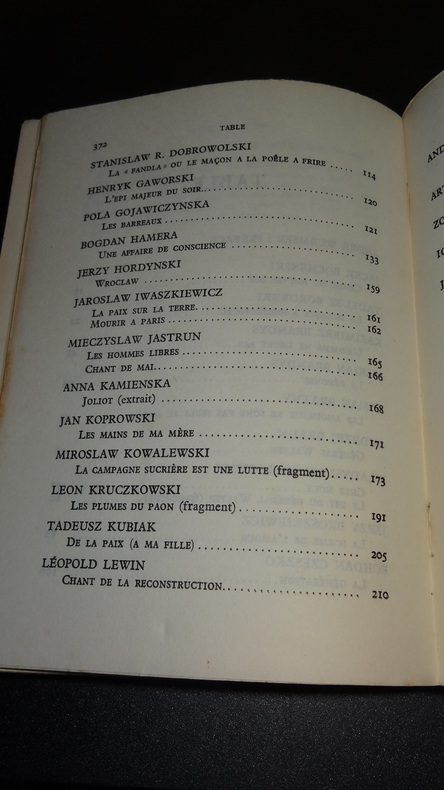 372
TABLE
STANISLAW R. DOBROWOLSKI
LA « FANDLA » OU LE MAÇON A LA POÊLE A FRIRE ..... 114
HENRYK GAWORSKI
L'EPI MAJEUR DU SOIR... 120
POLA GOJAWICZYNSKA
LES BARREAUX ... 121
BOGDAN HAMERA
UNE AFFAIRE DE CONSCIENCE ... 133
JERZY HORDYNSKI
WROCLAW ... 159
JAROSLAW IWASZKIEWICZ
LA PAIX SUR LA TERRE... 161
MOURIR A PARIS ... 162
MIECZYSLAW JASTRUN
LES HOMMES LIBRES ... 165
CHANT DE MAI... 166
ANNA KAMIENSKA
JOLIOT (extrait) ... 168
JAN KOPROWSKI
LES MAINS DE MA MÈRE ... 171
MIROSLAW KOWALEWSKI
LA CAMPAGNE SUCRIÈRE EST UNE LUTTE (fragment)..... 173
LEON KRUCZKOWSKI
LES PLUMES DU PAON (fragment) ... 191
TADEUSZ KUBIAK
DE LA PAIX (A MA FILLE) ... 205
LÉOPOLD LEWIN
CHANT DE LA RECONSTRUCTION... 210